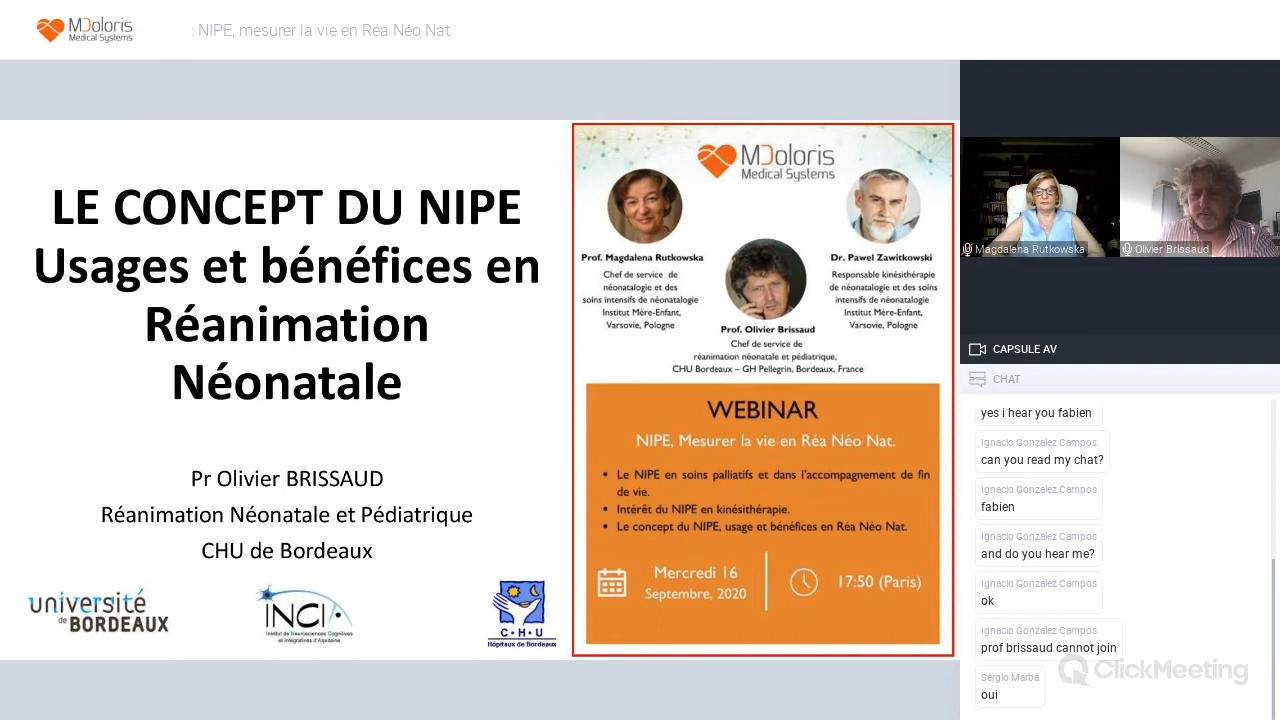 MDoloris
Medical Systems
: NIPE, mesurer la vie en Réa Néo Nat
LE CONCEPT DU NIPE
Usages et bénéfices en
Réanimation
Néonatale
Pr Olivier BRISSAUD
Réanimation Néonatale et Pédiatrique
CHU de Bordeaux
université
de BORDEAUX
INCIA
Institut de Neurosciences Cognitives
et Intégratives d'Aquitaine
C·H·U
Hôpitaux de Bordeaux
MDoloris
Medical Systems
Prof. Magdalena Rutkowska
Chef de service de
néonatologie et des
soins intensifs de néonatalogie
Institut Mère-Enfant,
Varsovie, Pologne
Dr. Pawel Zawitkowski
Responsable kinésithérapie
de néonatologie et des soins
intensifs de néonatalogie
Institut Mère-Enfant,
Varsovie, Pologne
Prof. Olivier Brissaud
Chef de service de
réanimation néonatale et pédiatrique,
CHU Bordeaux – GH Pellegrin, Bordeaux, France
WEBINAR
NIPE, Mesurer la vie en Réa Néo Nat.
• Le NIPE en soins palliatifs et dans l'accompagnement de fin
de vie.
• Intérêt du NIPE en kinésithérapie.
• Le concept du NIPE, usage et bénéfices en Réa Néo Nat.
Mercredi 16
Septembre, 2020
17:50 (Paris)
Magdalena Rutkowska
Olivier Brissaud
CAPSULE AV
CHAT
yes i hear you fabien
Ignacio Gonzalez Campos
can you read my chat?
Ignacio Gonzalez Campos
fabien
Ignacio Gonzalez Campos
and do you hear me?
Ignacio Gonzalez Campos
ok
Ignacio Gonzalez Campos
prof brissaud cannot join
Sérgio Marba
oui
ClickMeeting